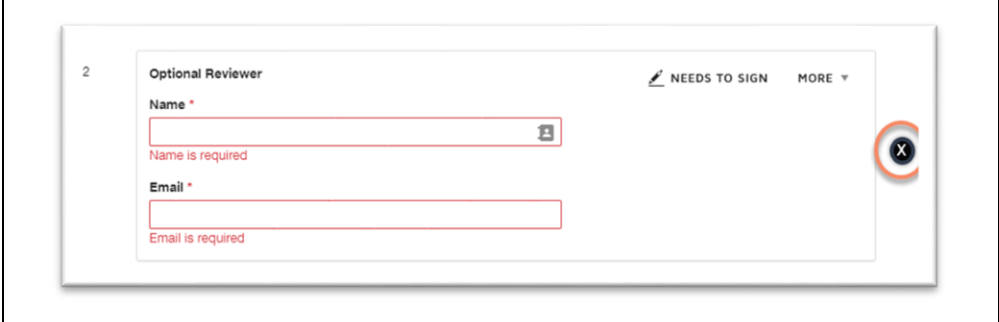 2
Optional Reviewer
NEEDS TO SIGN MORE
Name *
Name is required
X
Email *
Email is required